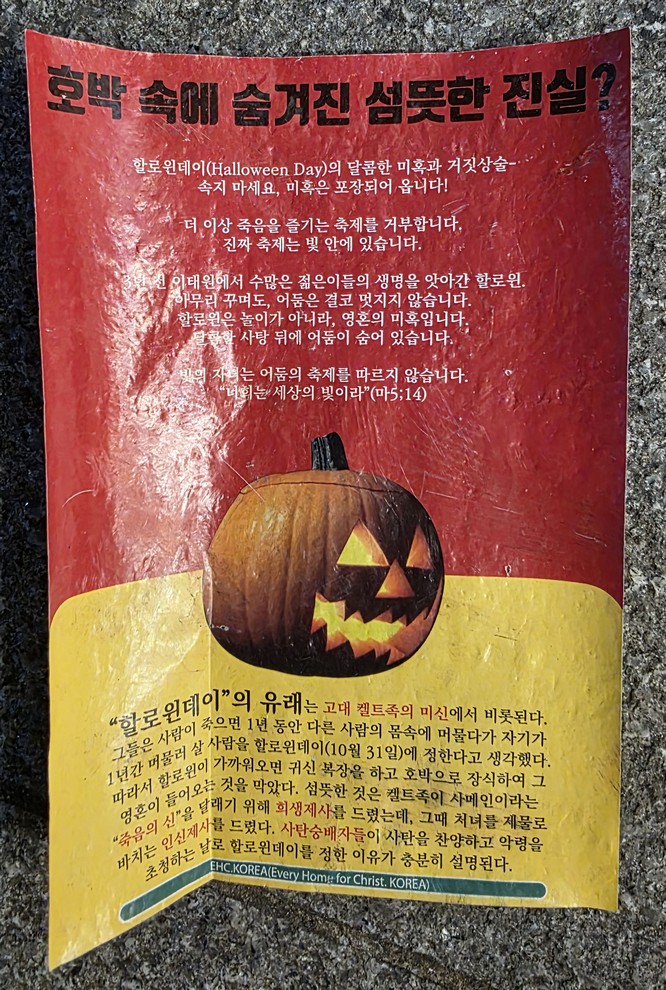 호박 속에 숨겨진 섬뜻한 진실?
할로윈데이(Halloween Day)의 달콤한 미혹과 거짓상술-
속지 마세요, 미혹은 포장되어 옵니다!
더 이상 죽음을 즐기는 축제를 거부합니다.
진짜 축제는 빛 안에 있습니다.
3년 전 이태원에서 수많은 젊은이들의 생명을 앗아간 할로윈.
아무리 꾸며도, 어둠은 결코 멋지지 않습니다.
할로윈은 놀이가 아니라, 영혼의 미혹입니다.
달콤한 사탕 뒤에 어둠이 숨어 있습니다.
빛의 자녀는 어둠의 축제를 따르지 않습니다.
“너희는 세상의 빛이라”(마5;14)
“할로윈데이”의 유래는 고대 켈트족의 미신에서 비롯된다.
그들은 사람이 죽으면 1년 동안 다른 사람의 몸속에 머물다가 자기가
1년간 머물러 살 사람을 할로윈데이(10월 31일)에 정한다고 생각했다.
따라서 할로윈이 가까워오면 귀신 복장을 하고 호박으로 장식하여 그
영혼이 들어오는 것을 막았다. 섬뜻한 것은 켈트족이 사메인이라는
“죽음의 신”을 달래기 위해 희생제사를 드렸는데, 그때 처녀를 제물로
바치는 인신제사를 드렸다. 사탄숭배자들이 사탄을 찬양하고 악령을
초청하는 날로 할로윈데이를 정한 이유가 충분히 설명된다.
EHC.KOREA(Every Home for Christ. KOREA)